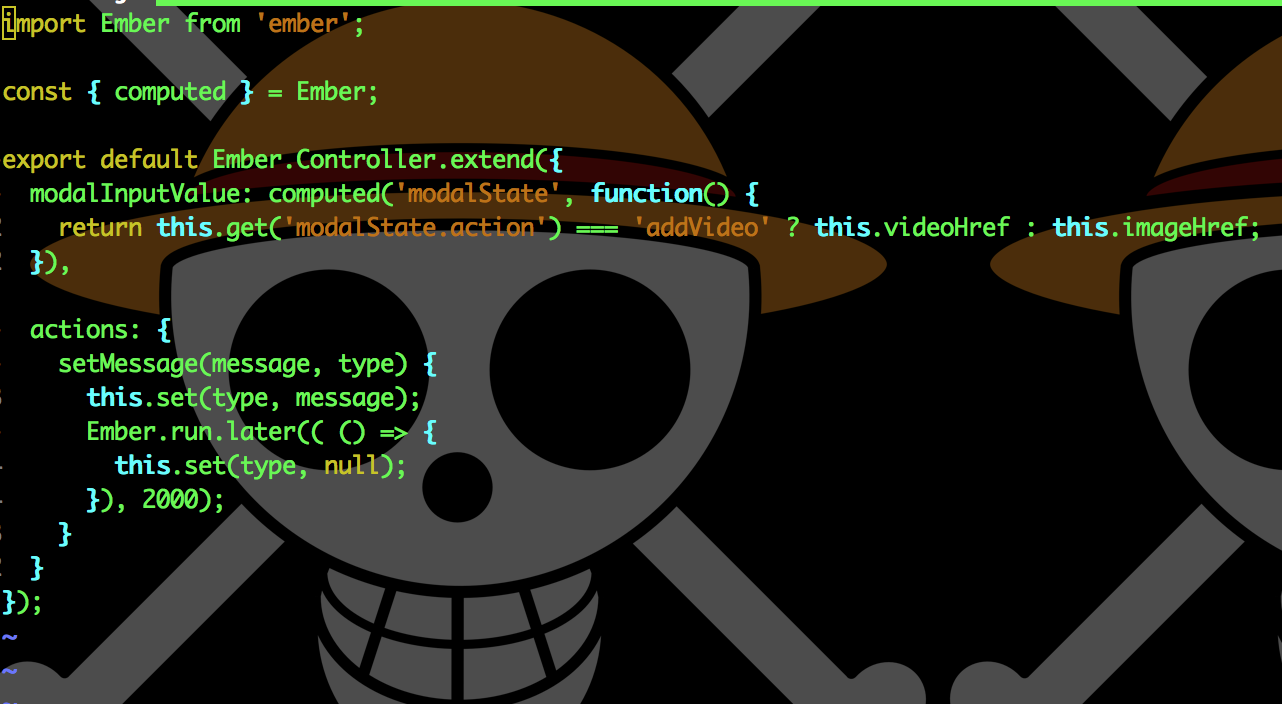 import Ember from 'ember';

const { computed } = Ember;

export default Ember.Controller.extend({
  modalInputValue: computed('modalState', function() {
    return this.get('modalState.action') === 'addVideo' ? this.videoHref : this.imageHref;
  }),

  actions: {
    setMessage(message, type) {
      this.set(type, message);
      Ember.run.later(( () => {
        this.set(type, null);
      }), 2000);
    }
  }
});
~
~
~